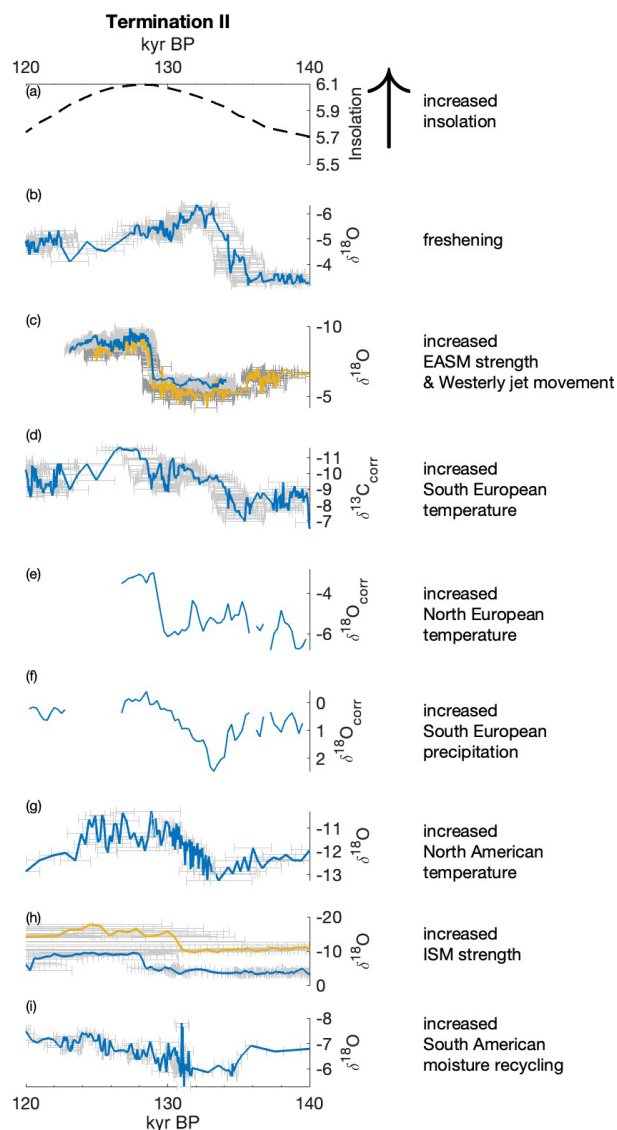 Termination II
kyr BP
120 130 140
(a)
6.1
5.9
5.7
5.5
Insolation
increased
insolation
(b)
-6
-5
-4
δ18O
freshening
(c)
-10
-5
δ18O
increased
EASM strength
& Westerly jet movement
(d)
-11
-10
-9
-8
-7
δ13Ccorr
increased
South European
temperature
(e)
-4
-6
δ18Ocorr
increased
North European
temperature
(f)
0
1
2
δ18Ocorr
increased
South European
precipitation
(g)
-11
-12
-13
δ18O
increased
North American
temperature
(h)
-20
-10
0
δ18O
increased
ISM strength
(i)
-8
-7
-6
δ18O
increased
South American
moisture recycling
120 130 140
kyr BP